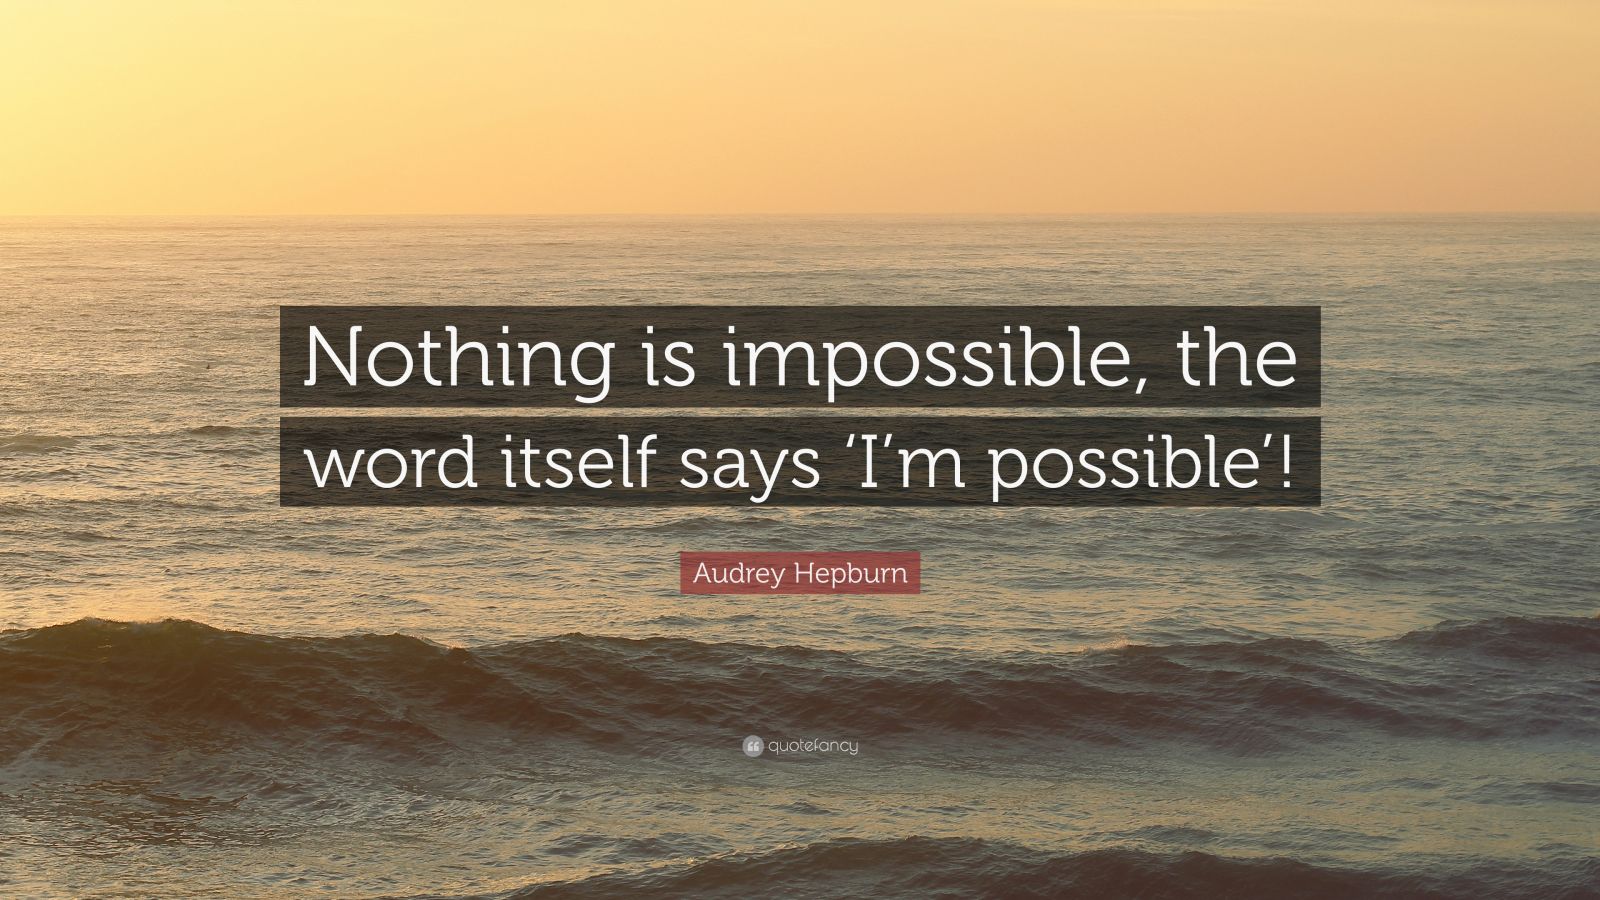 Nothing is impossible, the
word itself says ‘I’m possible’!
Audrey Hepburn
quotefancy